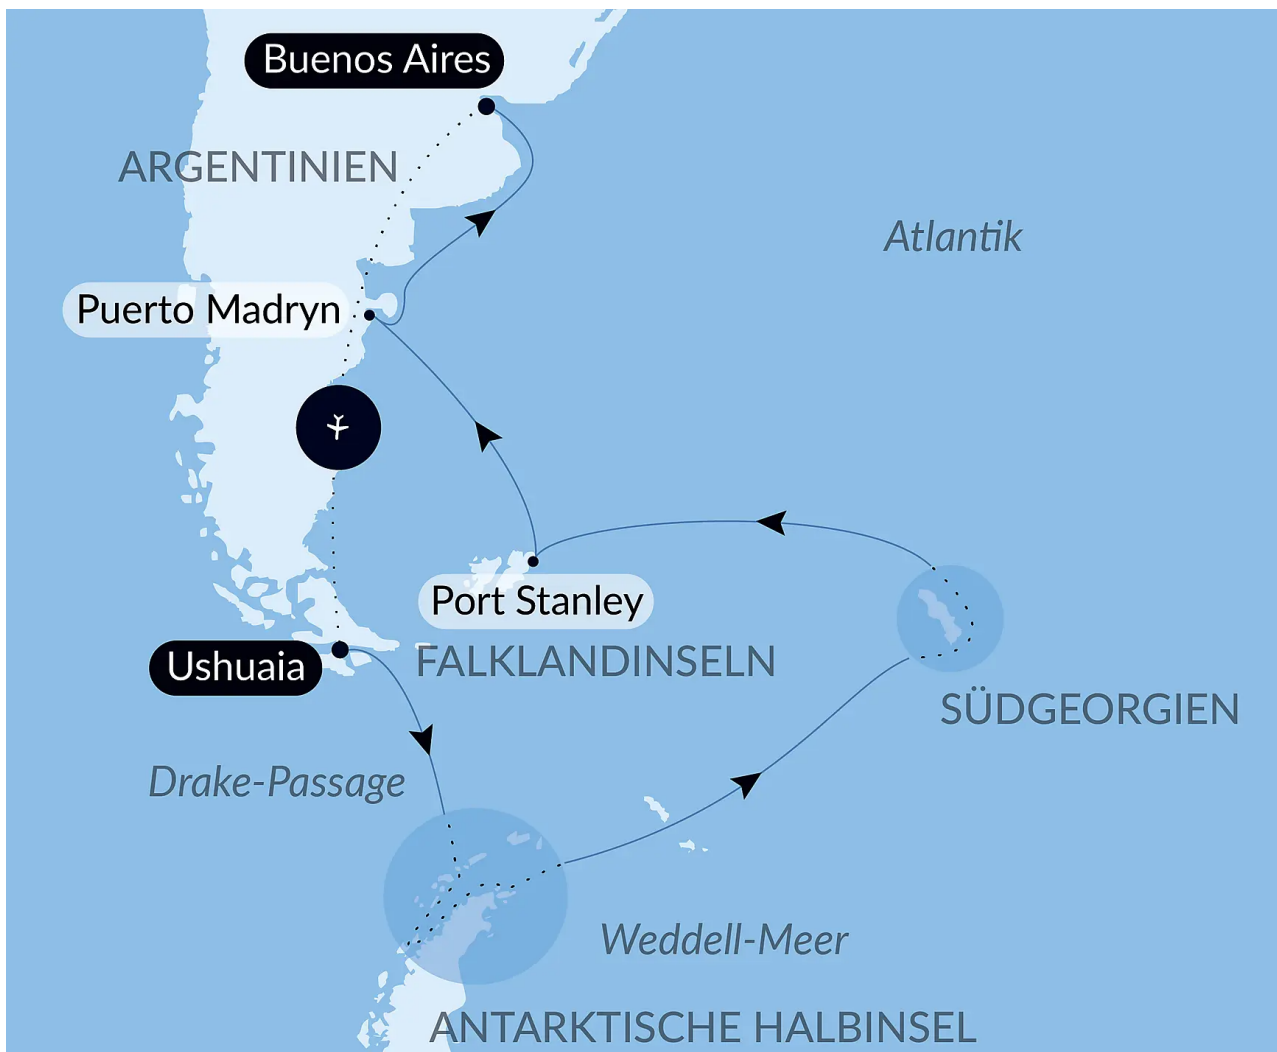 Buenos Aires
ARGENTINIEN
Atlantik
Puerto Madryn
Port Stanley
Ushuaia
FALKLANDINSELN
SÜDGEORGIEN
Drake-Passage
Weddell-Meer
ANTARKTISCHE HALBINSEL